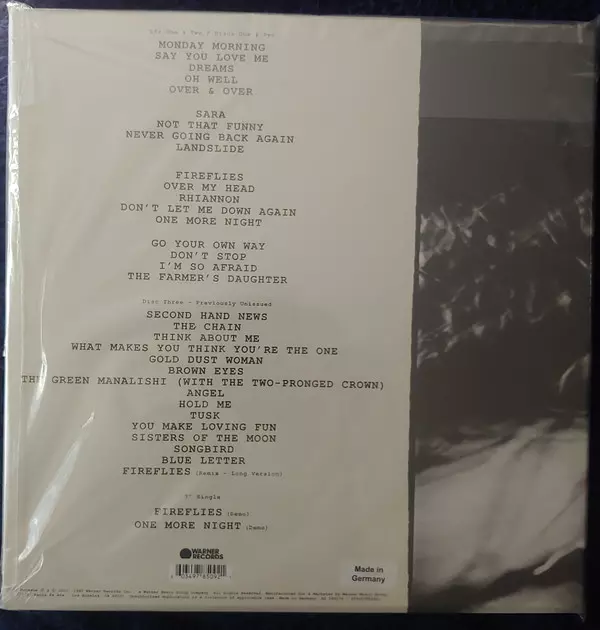 MONDAY MORNING
SAY YOU LOVE ME
DREAMS
OH WELL
OVER & OVER
SARA
NOT THAT FUNNY
NEVER GOING BACK AGAIN
LANDSLIDE
FIREFLIES
OVER MY HEAD
RHIANNON
DON'T LET ME DOWN AGAIN
ONE MORE NIGHT
GO YOUR OWN WAY
DON'T STOP
I'M SO AFRAID
THE FARMER'S DAUGHTER
Disc Three - Previously Unissued
SECOND HAND NEWS
THE CHAIN
THINK ABOUT ME
WHAT MAKES YOU THINK YOU'RE THE ONE
GOLD DUST WOMAN
BROWN EYES
THE GREEN MANALISHI (WITH THE TWO-PRONGED CROWN)
ANGEL
HOLD ME
TUSK
YOU MAKE LOVING FUN
SISTERS OF THE MOON
SONGBIRD
BLUE LETTER
FIREFLIES (Remix - Long Version)
7" Single
FIREFLIES (Demo)
ONE MORE NIGHT (Demo)
WARNER
RECORDS
Made in
Germany